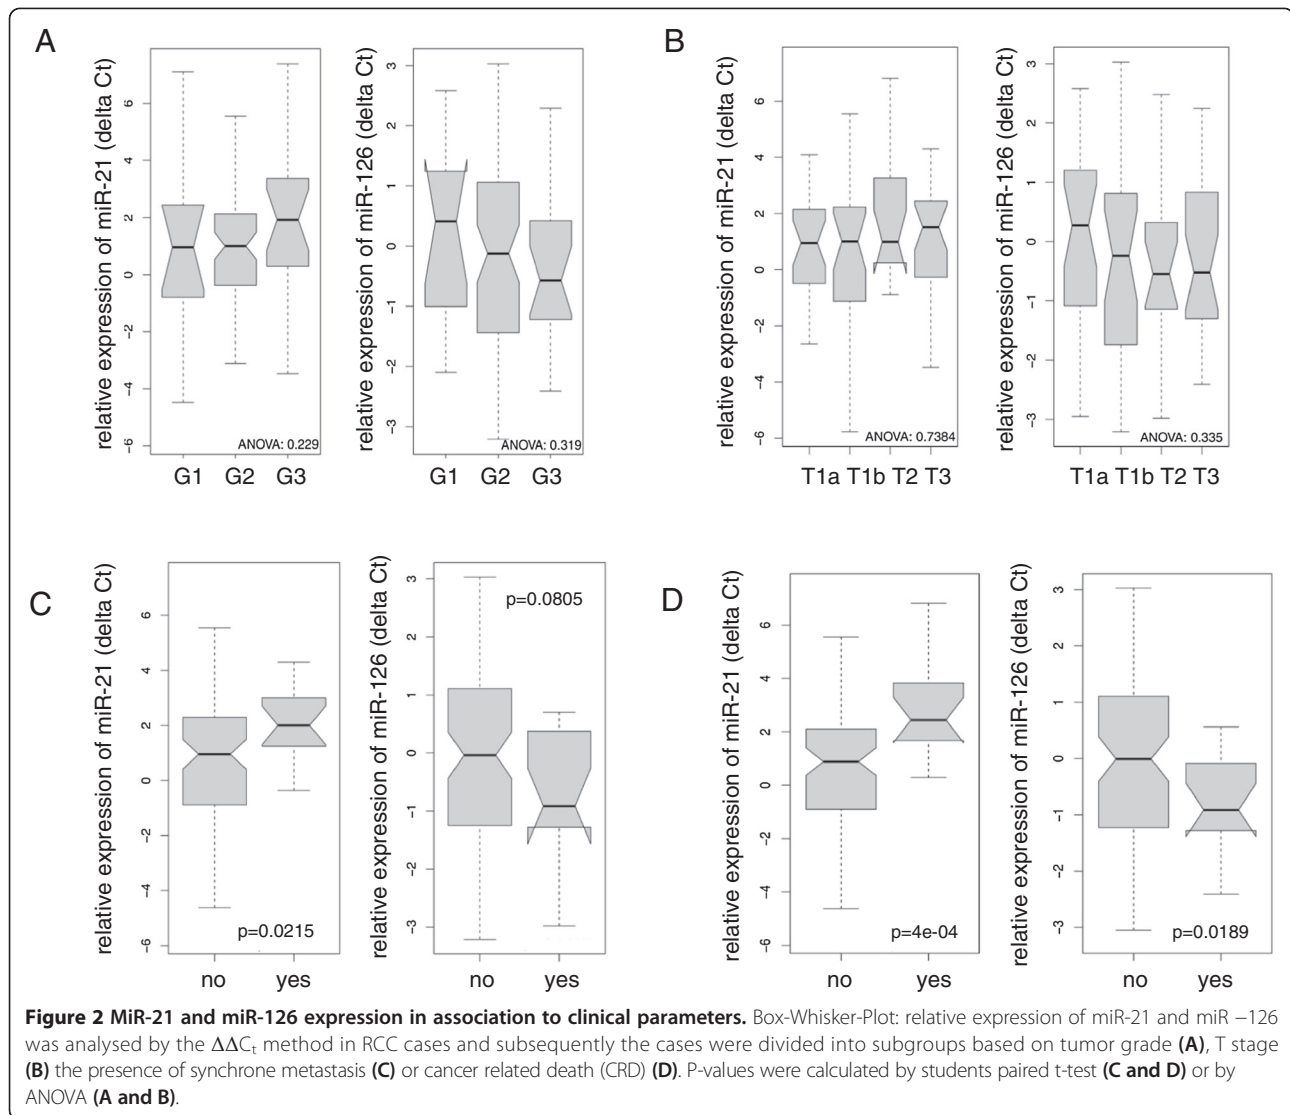 A
relative expression of miR-21 (delta Ct)
6
4
2
0
-2
-4
-6
ANOVA: 0.229
G1 G2 G3
relative expression of miR-126 (delta Ct)
3
2
1
0
-1
-2
-3
ANOVA: 0.319
G1 G2 G3
B
relative expression of miR-21 (delta Ct)
6
4
2
0
-2
-4
-6
ANOVA: 0.7384
T1a T1b T2 T3
relative expression of miR-126 (delta Ct)
3
2
1
0
-1
-2
-3
ANOVA: 0.335
T1a T1b T2 T3
C
relative expression of miR-21 (delta Ct)
6
4
2
0
-2
-4
-6
p=0.0215
no yes
relative expression of miR-126 (delta Ct)
3
2
1
0
-1
-2
-3
p=0.0805
no yes
D
relative expression of miR-21 (delta Ct)
6
4
2
0
-2
-4
-6
p=4e-04
no yes
relative expression of miR-126 (delta Ct)
3
2
1
0
-1
-2
-3
p=0.0189
no yes
Figure 2 MiR-21 and miR-126 expression in association to clinical parameters. Box-Whisker-Plot: relative expression of miR-21 and miR −126
was analysed by the ΔΔCt method in RCC cases and subsequently the cases were divided into subgroups based on tumor grade (A), T stage
(B) the presence of synchrone metastasis (C) or cancer related death (CRD) (D). P-values were calculated by students paired t-test (C and D) or by
ANOVA (A and B).